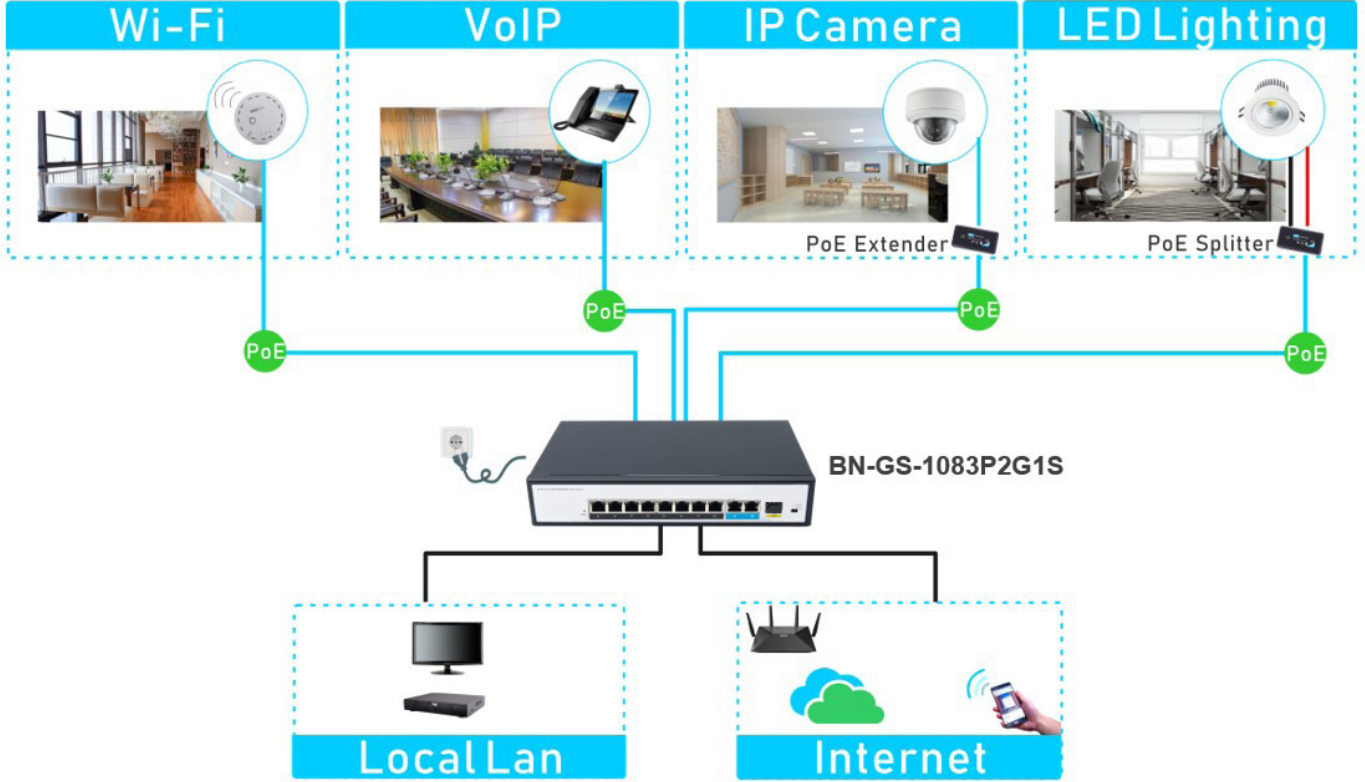 Wi-Fi
VoIP
IP Camera
LED Lighting
PoE Extender
PoE Splitter
PoE
PoE
PoE
PoE
BN-GS-1083P2G1S
Local Lan
Internet